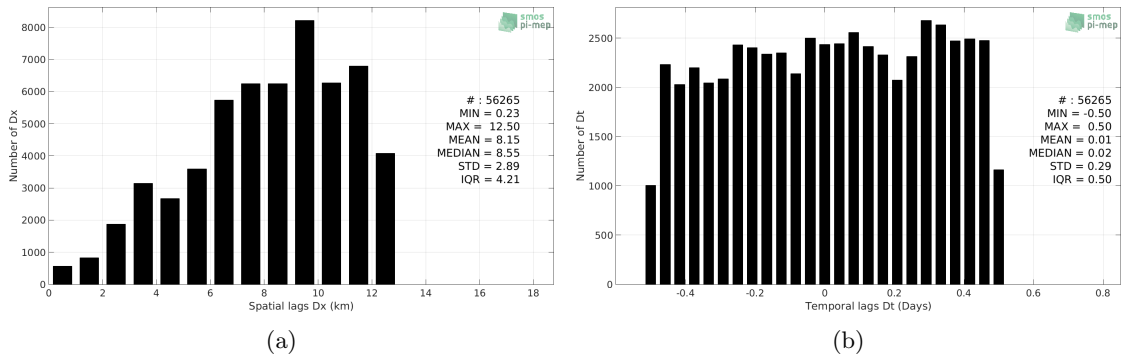 8000
7000
6000
5000
4000
3000
2000
1000
0
Number of Dx
smos
pi-mep
# : 56265
MIN = 0.23
MAX = 12.50
MEAN = 8.15
MEDIAN = 8.55
STD = 2.89
IQR = 4.21
0 2 4 6 8 10 12 14 16 18
Spatial lags Dx (km)
(a)
2500
2000
1500
1000
500
0
Number of Dt
smos
pi-mep
# : 56265
MIN = -0.50
MAX = 0.50
MEAN = 0.01
MEDIAN = 0.02
STD = 0.29
IQR = 0.50
-0.4 -0.2 0 0.2 0.4 0.6 0.8
Temporal lags Dt (Days)
(b)